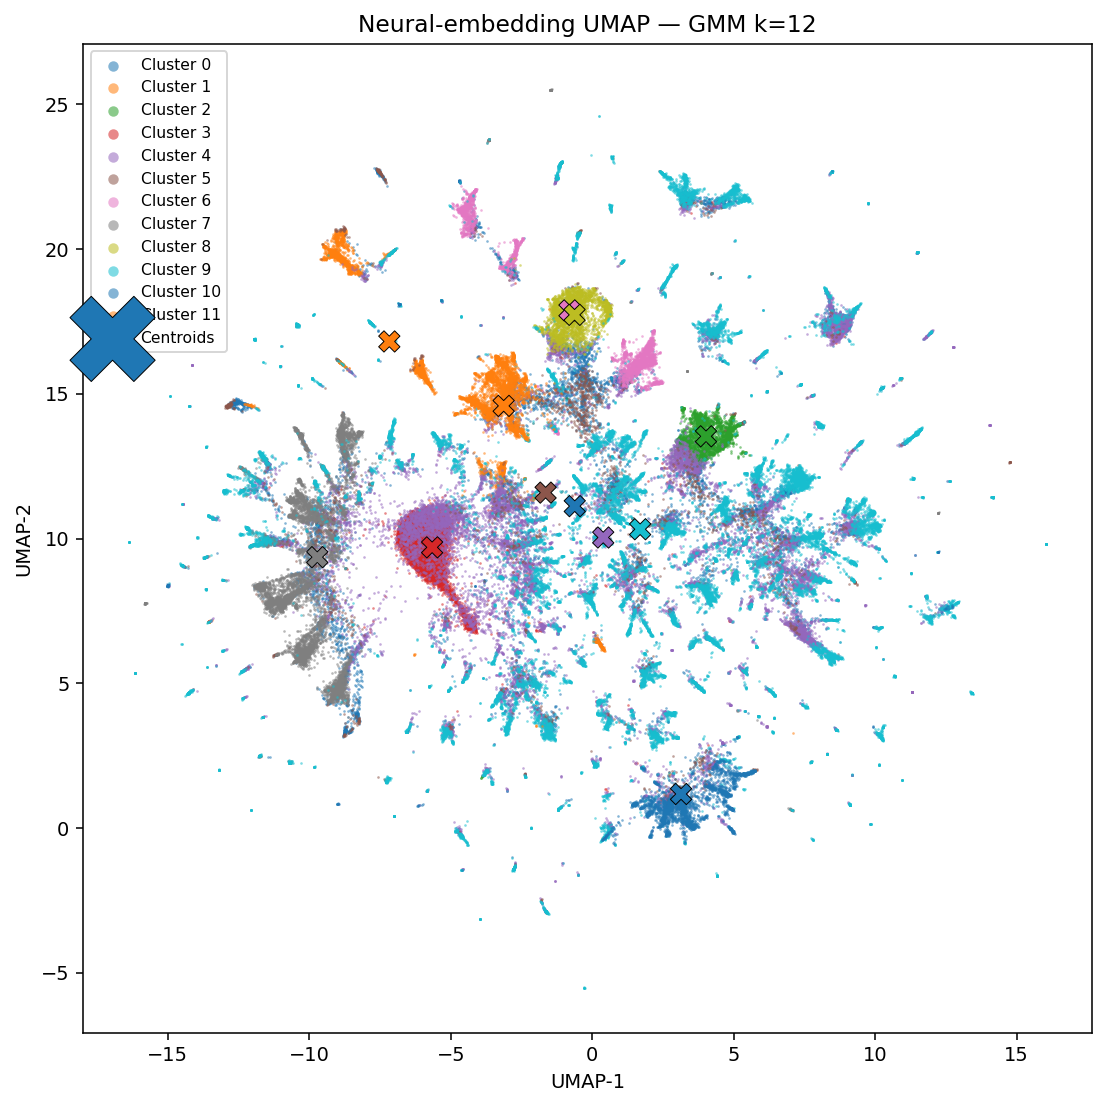 Neural-embedding UMAP — GMM k=12
Cluster 0
Cluster 1
Cluster 2
Cluster 3
Cluster 4
Cluster 5
Cluster 6
Cluster 7
Cluster 8
Cluster 9
Cluster 10
Cluster 11
Centroids
25
20
15
10
5
0
−5
−15
−10
−5
0
5
10
15
UMAP-2
UMAP-1